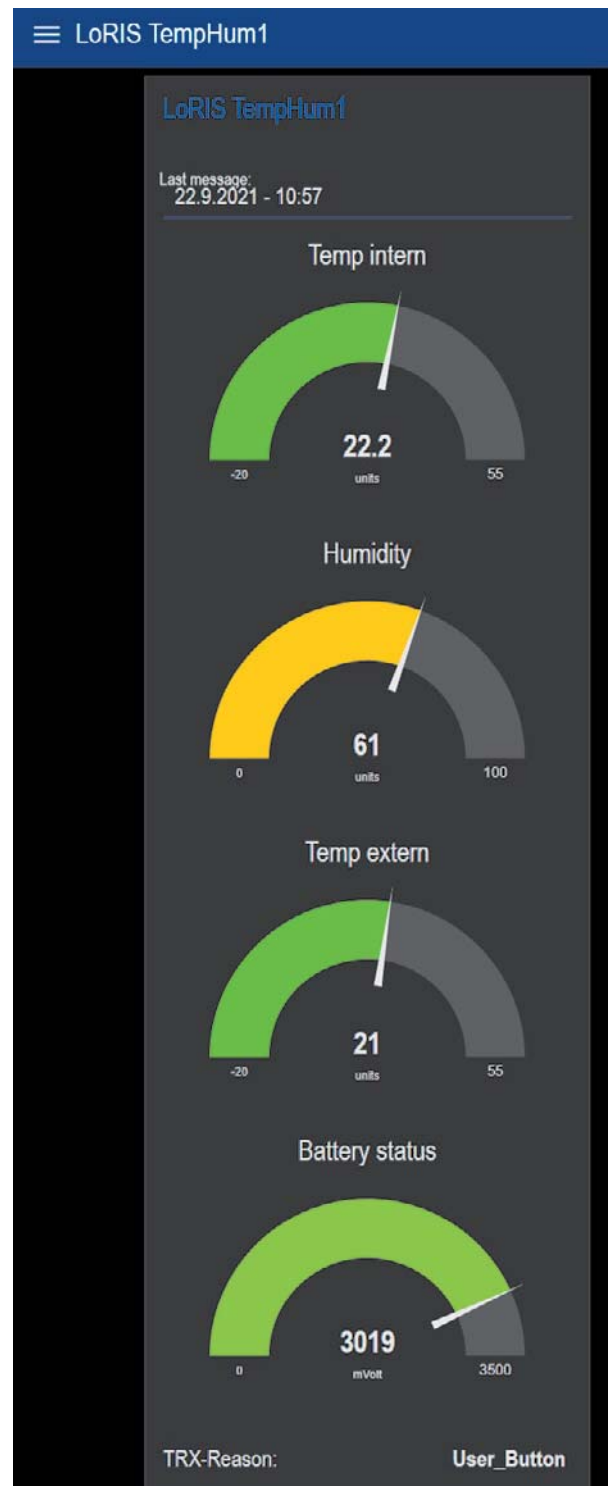 LoRIS TempHum1
LoRIS TempHum1
Last message:
22.9.2021 - 10:57
Temp intern
22.2
-20 units 55
Humidity
61
0 units 100
Temp extern
21
-20 units 55
Battery status
3019
0 mVolt 3500
TRX-Reason: User_Button